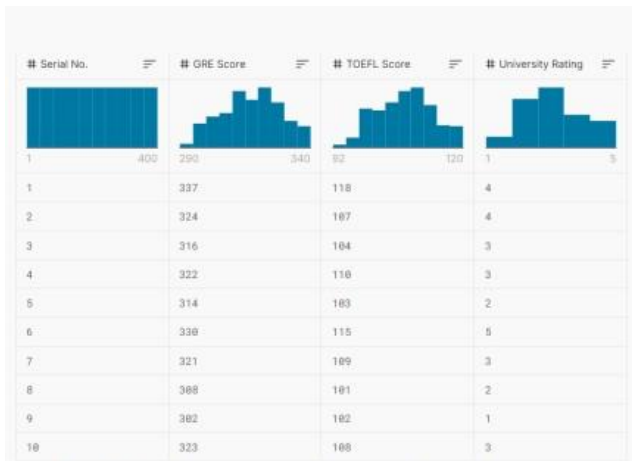 # Serial No. # GRE Score # TOEFL Score # University Rating
1 400 290 340 92 120 1 5
1 337 118 4
2 324 107 4
3 316 104 3
4 322 110 3
5 314 103 2
6 330 115 5
7 321 109 3
8 308 101 2
9 302 102 1
10 323 108 3